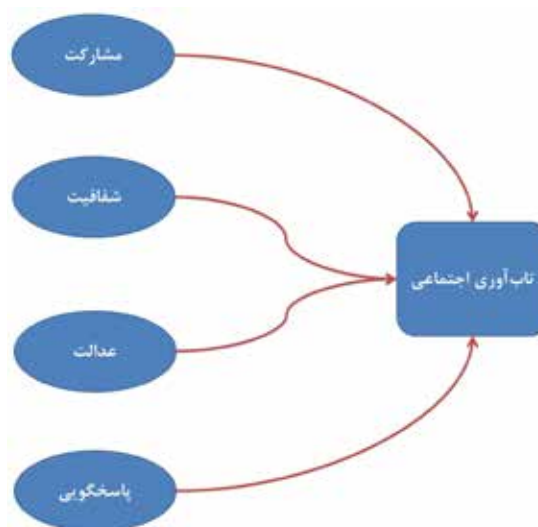 مشارکت
شفافیت
تاب‌آوری اجتماعی
عدالت
پاسخگویی